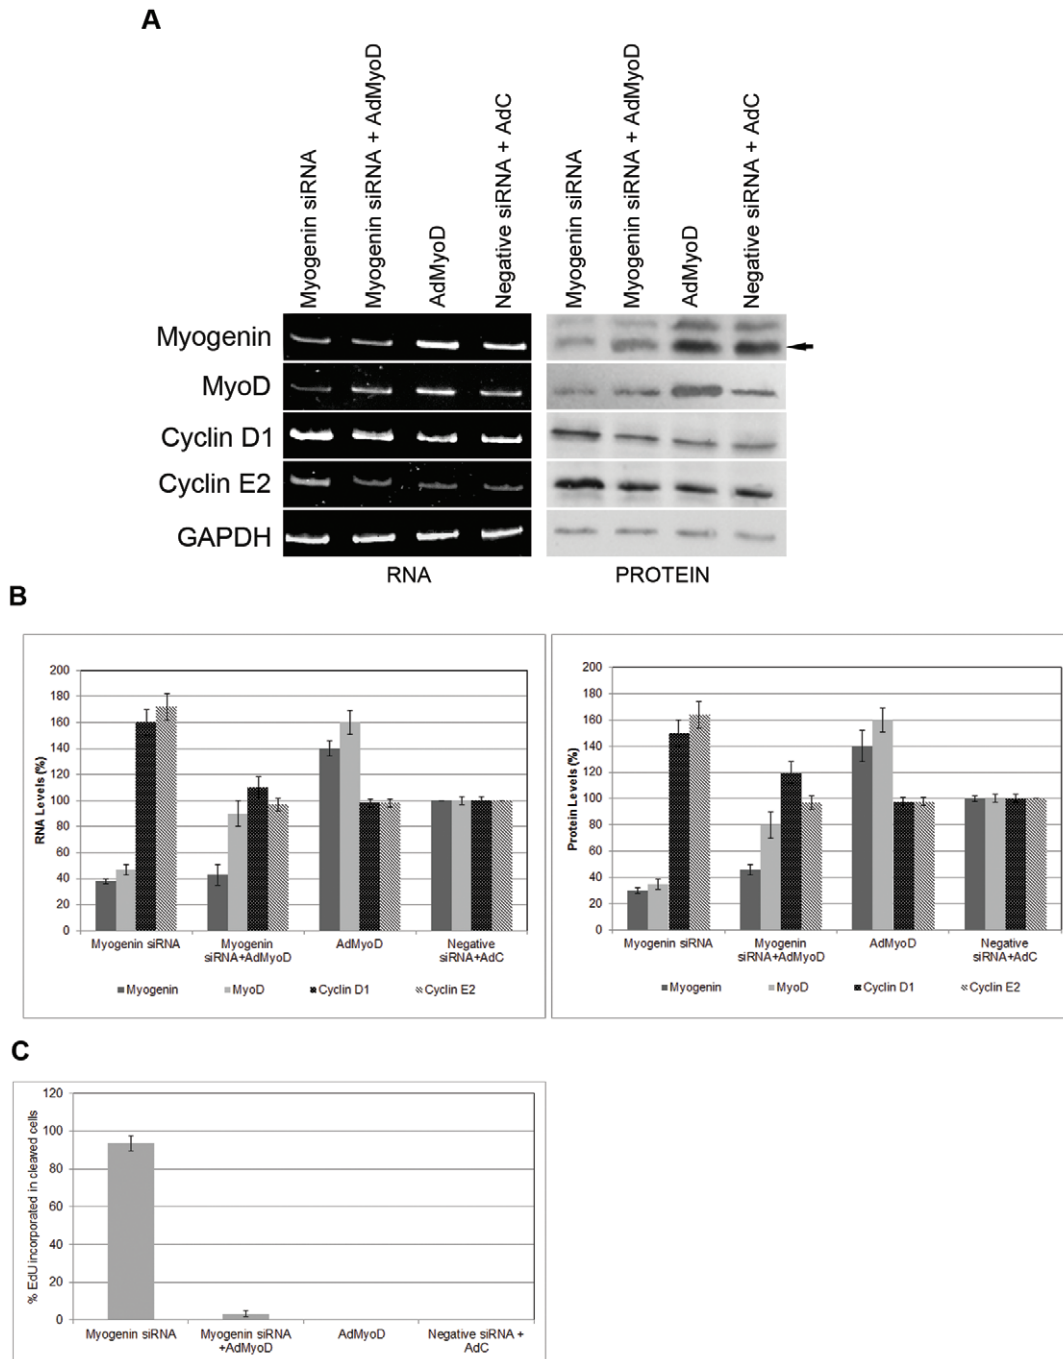 A
Myogenin siRNA
Myogenin siRNA + AdMyoD
AdMyoD
Negative siRNA + AdC
Myogenin siRNA
Myogenin siRNA + AdMyoD
AdMyoD
Negative siRNA + AdC
Myogenin
MyoD
Cyclin D1
Cyclin E2
GAPDH
RNA
PROTEIN
B
RNA Levels (%)
200
180
160
140
120
100
80
60
40
20
0
Myogenin siRNA
Myogenin
siRNA+AdMyoD
AdMyoD
Negative
siRNA+AdC
Myogenin
MyoD
Cyclin D1
Cyclin E2
Protein Levels (%)
200
180
160
140
120
100
80
60
40
20
0
Myogenin siRNA
Myogenin
siRNA+AdMyoD
AdMyoD
Negative
siRNA+AdC
Myogenin
MyoD
Cyclin D1
Cyclin E2
C
% EdU incorporated in cleaved cells
120
100
80
60
40
20
0
Myogenin siRNA
Myogenin siRNA
+AdMyoD
AdMyoD
Negative siRNA +
AdC